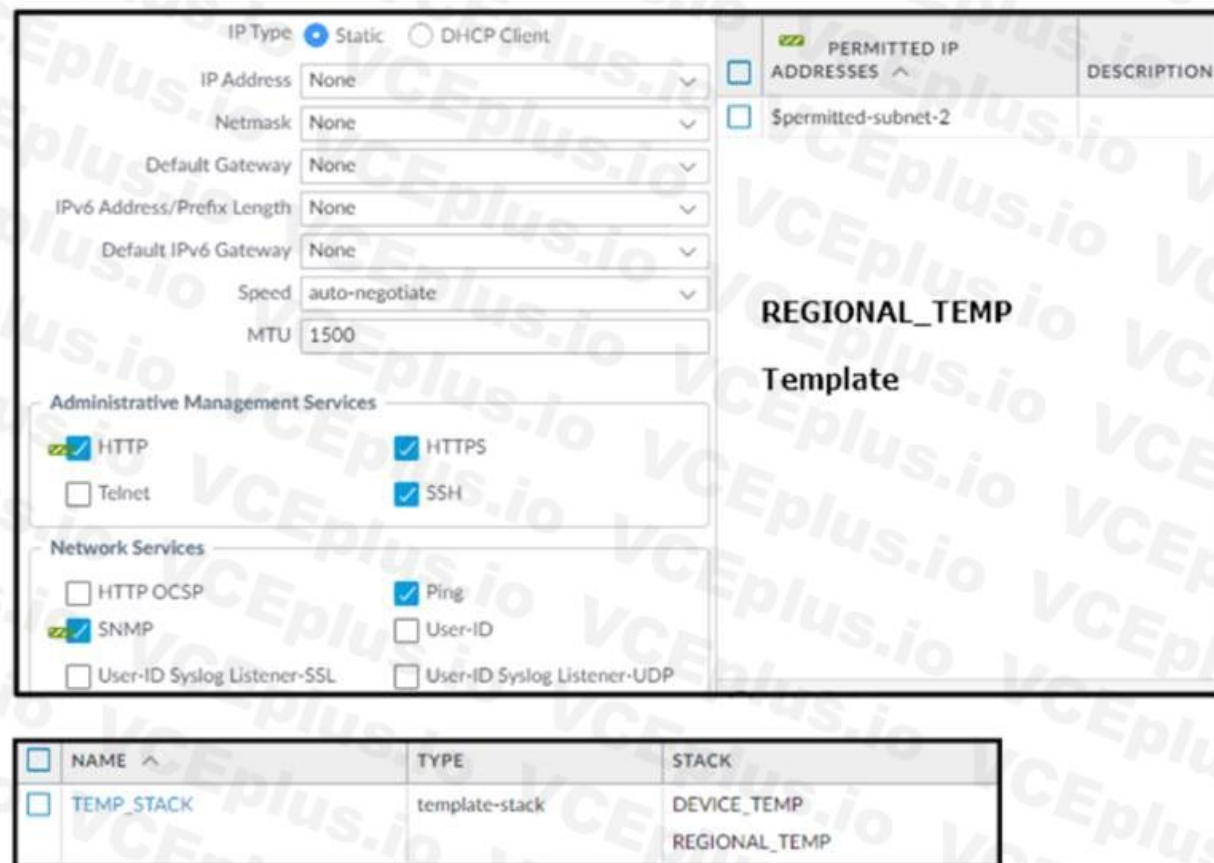 IP Type Static DHCP Client
IP Address None
Netmask None
Default Gateway None
IPv6 Address/Prefix Length None
Default IPv6 Gateway None
Speed auto-negotiate
MTU 1500
Administrative Management Services
HTTP HTTPS
Telnet SSH
Network Services
HTTP OCSP Ping
SNMP User-ID
User-ID Syslog Listener-SSL User-ID Syslog Listener-UDP
PERMITTED IP
ADDRESSES DESCRIPTION
$permitted-subnet-2
REGIONAL_TEMP
Template
NAME TYPE STACK
TEMP_STACK template-stack DEVICE_TEMP
REGIONAL_TEMP
VCEplus.io